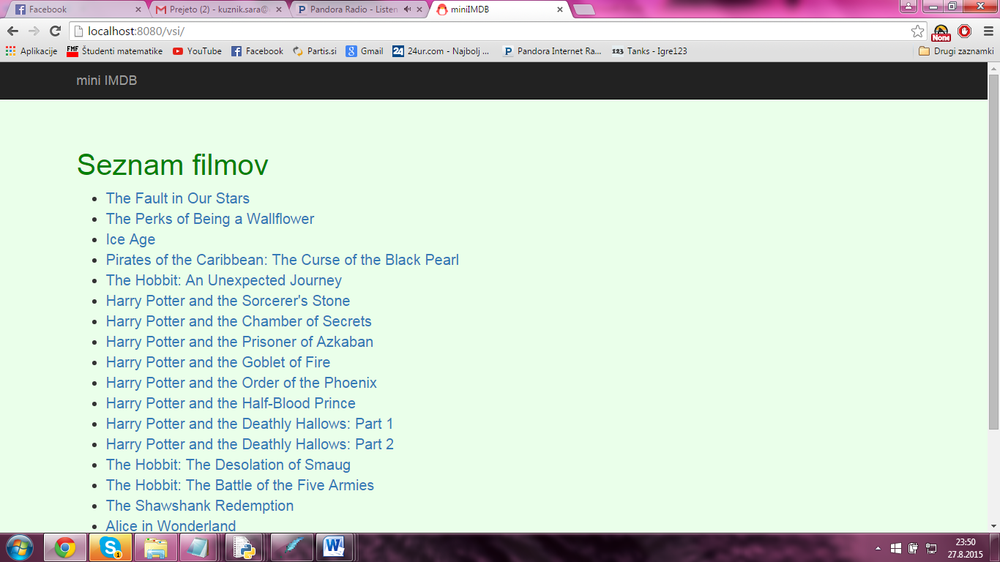 Facebook
Prejeto (2) - kuznik.sara@
Pandora Radio - Listen
miniIMDB
localhost:8080/vsi/
None
Aplikacije
FMF
Študenti matematike
YouTube
Facebook
Partis.si
Gmail
24
24ur.com - Najbolj ...
P
Pandora Internet Ra...
123
Tanks - Igre123
Drugi zaznamki
mini IMDB
Seznam filmov
The Fault in Our Stars
The Perks of Being a Wallflower
Ice Age
Pirates of the Caribbean: The Curse of the Black Pearl
The Hobbit: An Unexpected Journey
Harry Potter and the Sorcerer's Stone
Harry Potter and the Chamber of Secrets
Harry Potter and the Prisoner of Azkaban
Harry Potter and the Goblet of Fire
Harry Potter and the Order of the Phoenix
Harry Potter and the Half-Blood Prince
Harry Potter and the Deathly Hallows: Part 1
Harry Potter and the Deathly Hallows: Part 2
The Hobbit: The Desolation of Smaug
The Hobbit: The Battle of the Five Armies
The Shawshank Redemption
Alice in Wonderland
23:50
27.8.2015